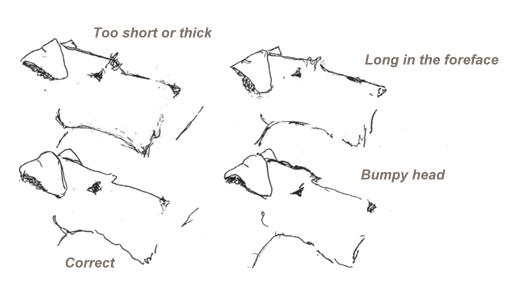 Too short or thick
Long in the foreface
Correct
Bumpy head